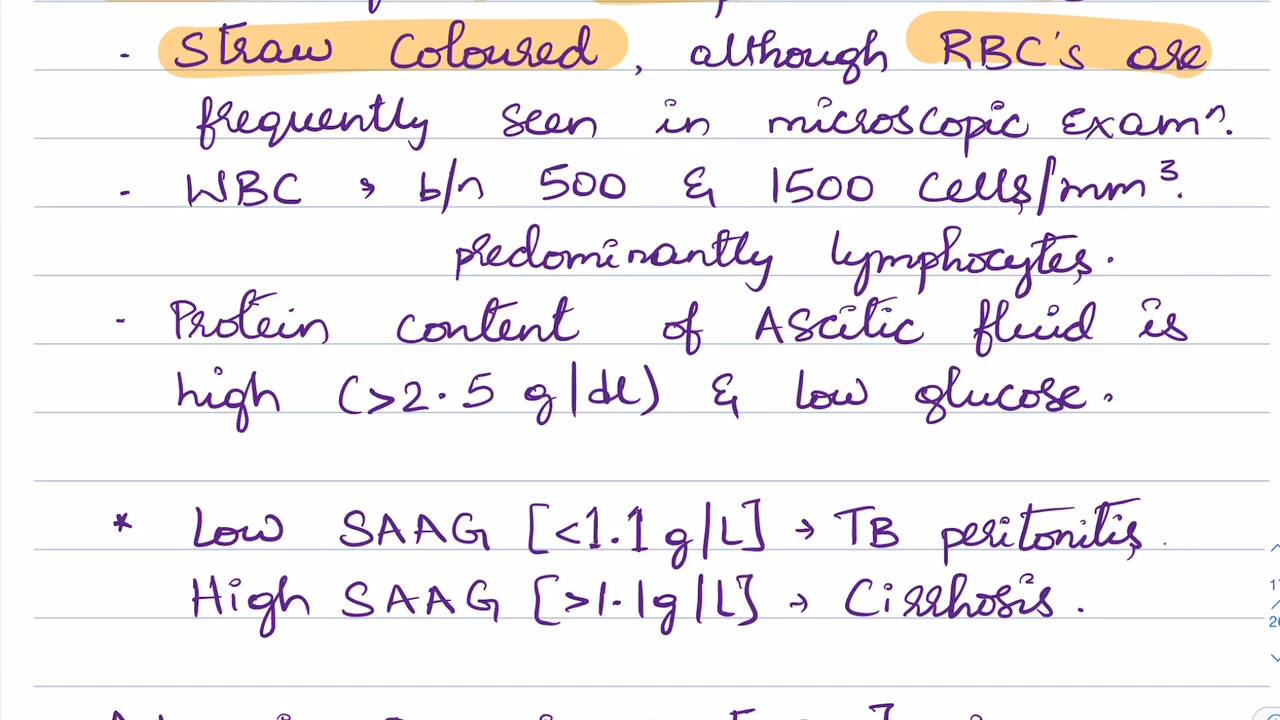 - Straw Coloured, although RBC's are
frequently seen in microscopic Examⁿ.
- WBC → b/n 500 & 1500 Cells/mm³.
predominantly lymphocytes.
- Protein content of Ascitic fluid is
high (>2.5 g/dl) & low glucose.
* Low SAAG [<1.1 g/L] → TB peritonitis
High SAAG [>1.1g/L] → Cirrhosis.
17
/